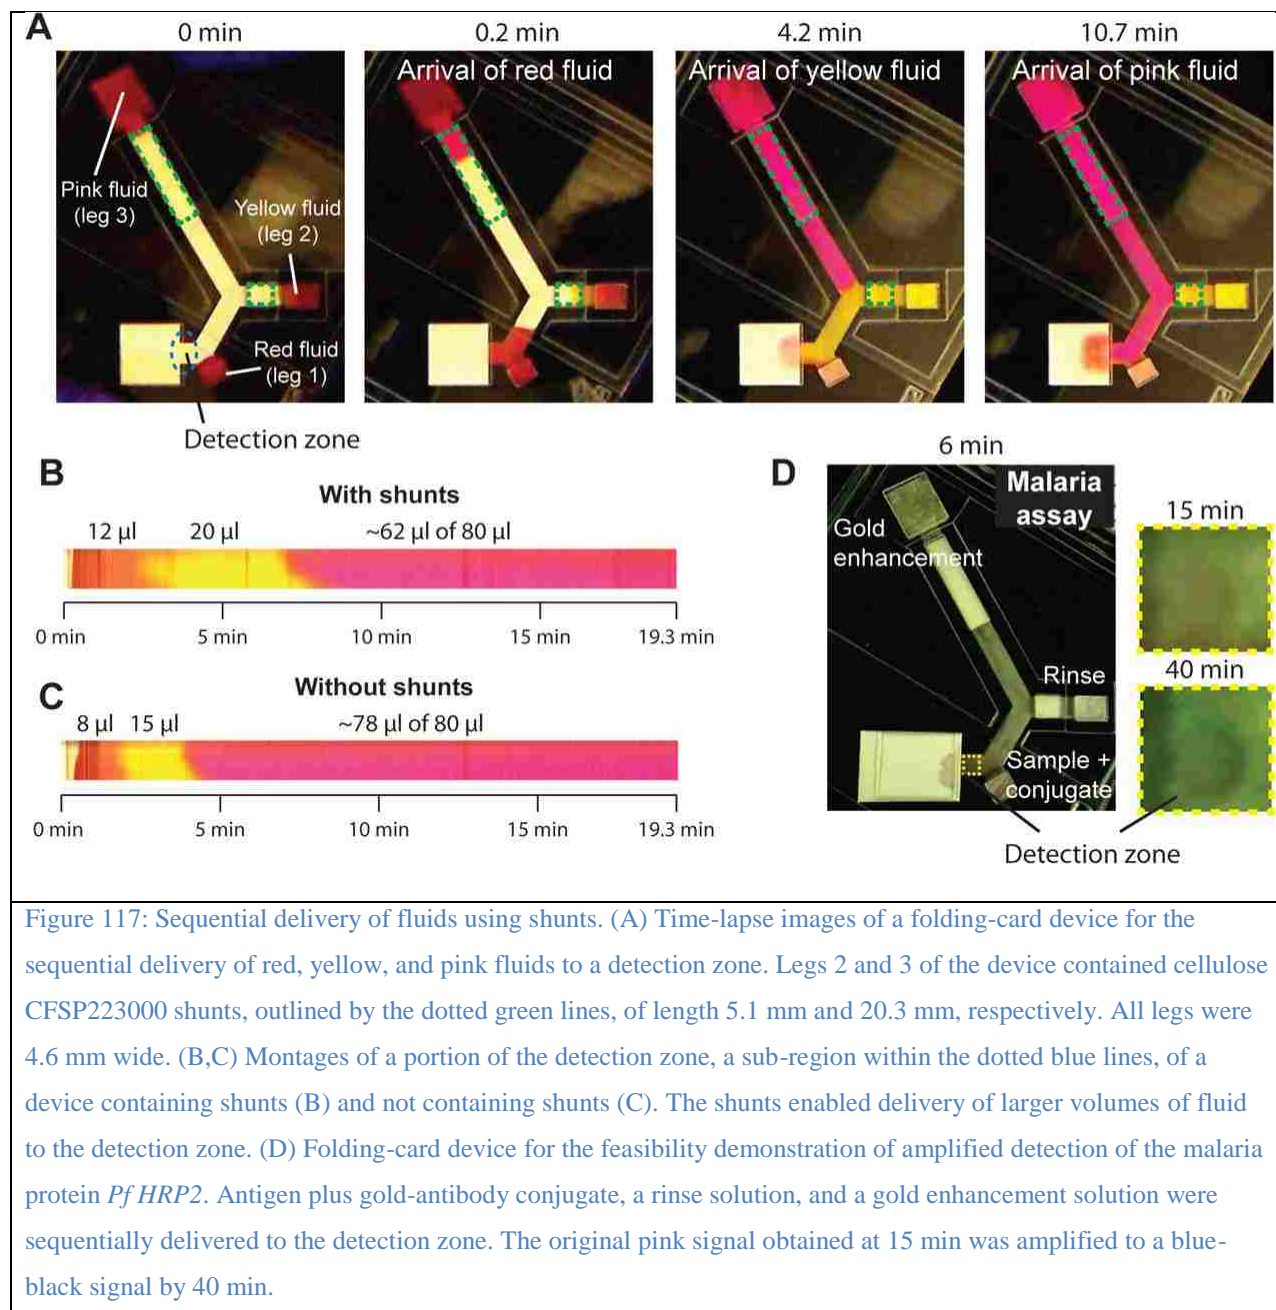 A
0 min
0.2 min
4.2 min
10.7 min
Arrival of red fluid
Arrival of yellow fluid
Arrival of pink fluid
Pink fluid
(leg 3)
Yellow fluid
(leg 2)
Red fluid
(leg 1)
Detection zone
B
With shunts
12 µl
20 µl
~62 µl of 80 µl
0 min
5 min
10 min
15 min
19.3 min
C
Without shunts
8 µl
15 µl
~78 µl of 80 µl
0 min
5 min
10 min
15 min
19.3 min
D
6 min
Malaria
assay
Gold
enhancement
Rinse
Sample +
conjugate
15 min
40 min
Detection zone
Figure 117: Sequential delivery of fluids using shunts. (A) Time-lapse images of a folding-card device for the
sequential delivery of red, yellow, and pink fluids to a detection zone. Legs 2 and 3 of the device contained cellulose
CFSP223000 shunts, outlined by the dotted green lines, of length 5.1 mm and 20.3 mm, respectively. All legs were
4.6 mm wide. (B,C) Montages of a portion of the detection zone, a sub-region within the dotted blue lines, of a
device containing shunts (B) and not containing shunts (C). The shunts enabled delivery of larger volumes of fluid
to the detection zone. (D) Folding-card device for the feasibility demonstration of amplified detection of the malaria
protein Pf HRP2. Antigen plus gold-antibody conjugate, a rinse solution, and a gold enhancement solution were
sequentially delivered to the detection zone. The original pink signal obtained at 15 min was amplified to a blue-
black signal by 40 min.